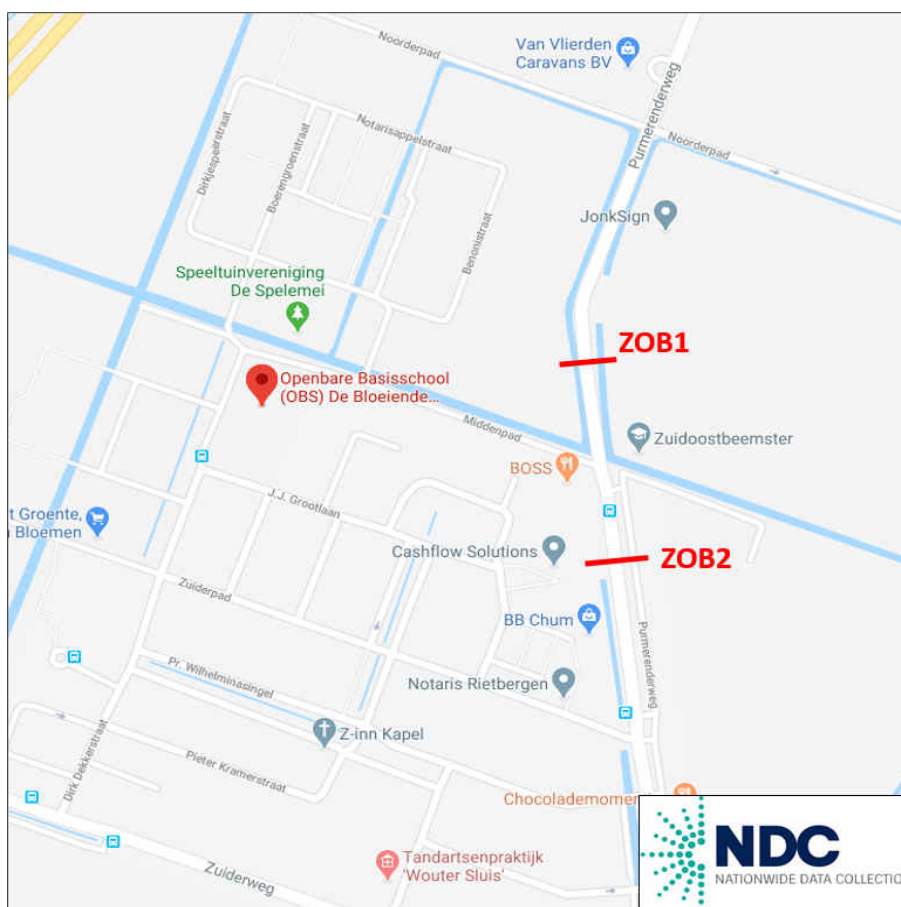 Noorderpad
Van Vlierden
Caravans BV
Purmerenderweg
Noorderpad
Dirkjespeerstraat
Boerengroenstraat
Notarisappelstraat
Benonistraat
JonkSign
Speeltuinvereniging
De Spelemei
ZOB1
Openbare Basisschool
(OBS) De Bloeiende...
Middenpad
Zuidoostbeemster
BOSS
J.J. Grootlaan
t Groente,
n Bloemen
Cashflow Solutions
ZOB2
Zuiderpad
BB Chum
Purmerenderweg
Pr. Wilhelminasingel
Notaris Rietbergen
Z-inn Kapel
Dirk Dekkerstraat
Pieter Kramerstraat
Chocolademome
Zuiderweg
Tandartsenpraktijk
'Wouter Sluis'
NDC
NATIONWIDE DATA COLLECTION